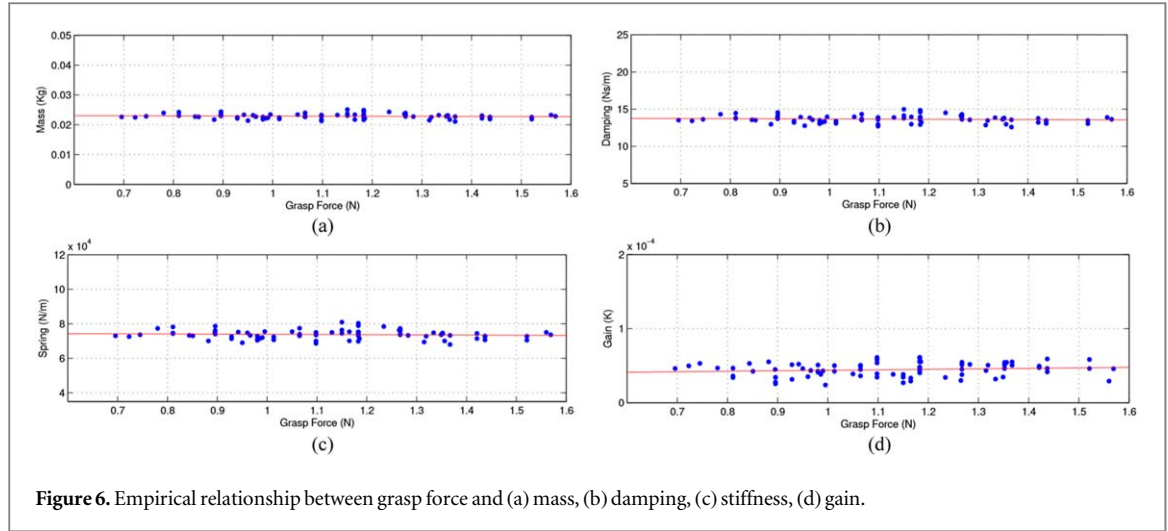 0.05
0.04
0.03
0.02
0.01
0
Mass (Kg)
0.7 0.8 0.9 1 1.1 1.2 1.3 1.4 1.5 1.6
Grasp Force (N)
(a)
25
20
15
10
5
Damping (Ns/m)
0.7 0.8 0.9 1 1.1 1.2 1.3 1.4 1.5 1.6
Grasp Force (N)
(b)
x 10⁴
12
10
8
6
4
Spring (N/m)
0.7 0.8 0.9 1 1.1 1.2 1.3 1.4 1.5 1.6
Grasp Force (N)
(c)
x 10⁻⁴
2
1
0
Gain (K)
0.7 0.8 0.9 1 1.1 1.2 1.3 1.4 1.5 1.6
Grasp Force (N)
(d)
Figure 6. Empirical relationship between grasp force and (a) mass, (b) damping, (c) stiffness, (d) gain.